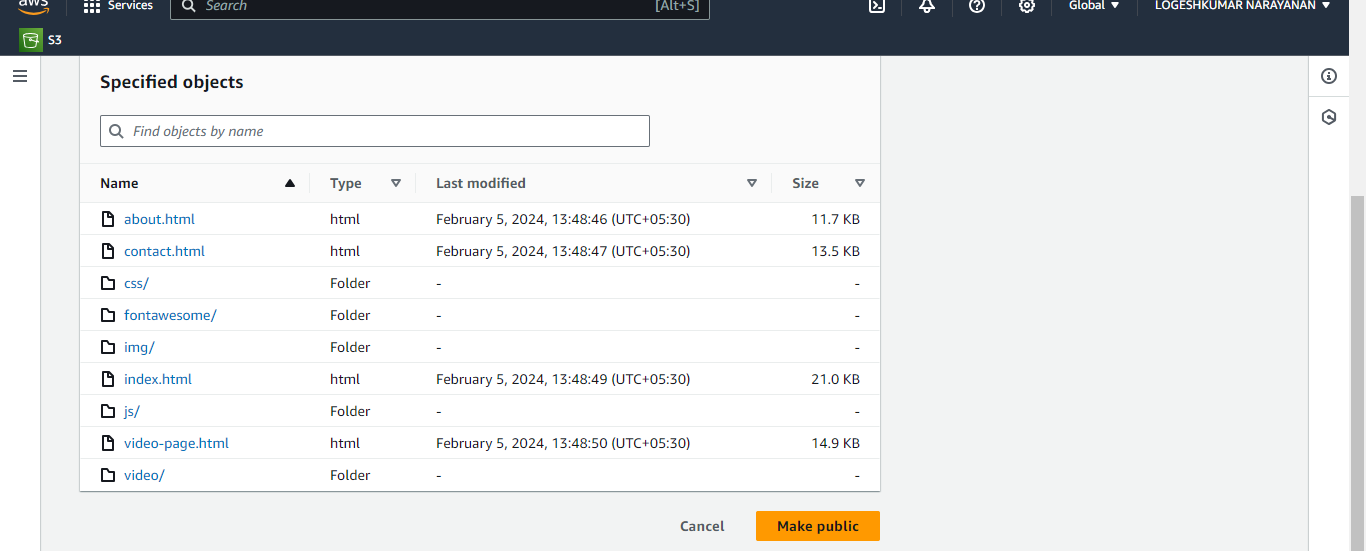 aws Services Search [Alt+S] Global LOGESHKUMAR NARAYANAN
S3
Specified objects
Find objects by name
Name Type Last modified Size
about.html html February 5, 2024, 13:48:46 (UTC+05:30) 11.7 KB
contact.html html February 5, 2024, 13:48:47 (UTC+05:30) 13.5 KB
css/ Folder - -
fontawesome/ Folder - -
img/ Folder - -
index.html html February 5, 2024, 13:48:49 (UTC+05:30) 21.0 KB
js/ Folder - -
video-page.html html February 5, 2024, 13:48:50 (UTC+05:30) 14.9 KB
video/ Folder - -
Cancel Make public